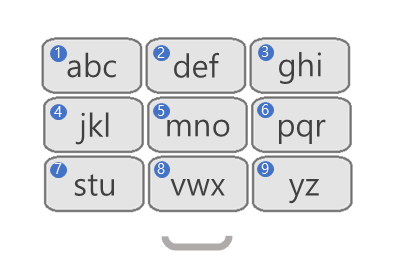 1 abc 2 def 3 ghi
4 jkl 5 mno 6 pqr
7 stu 8 vwx 9 yz